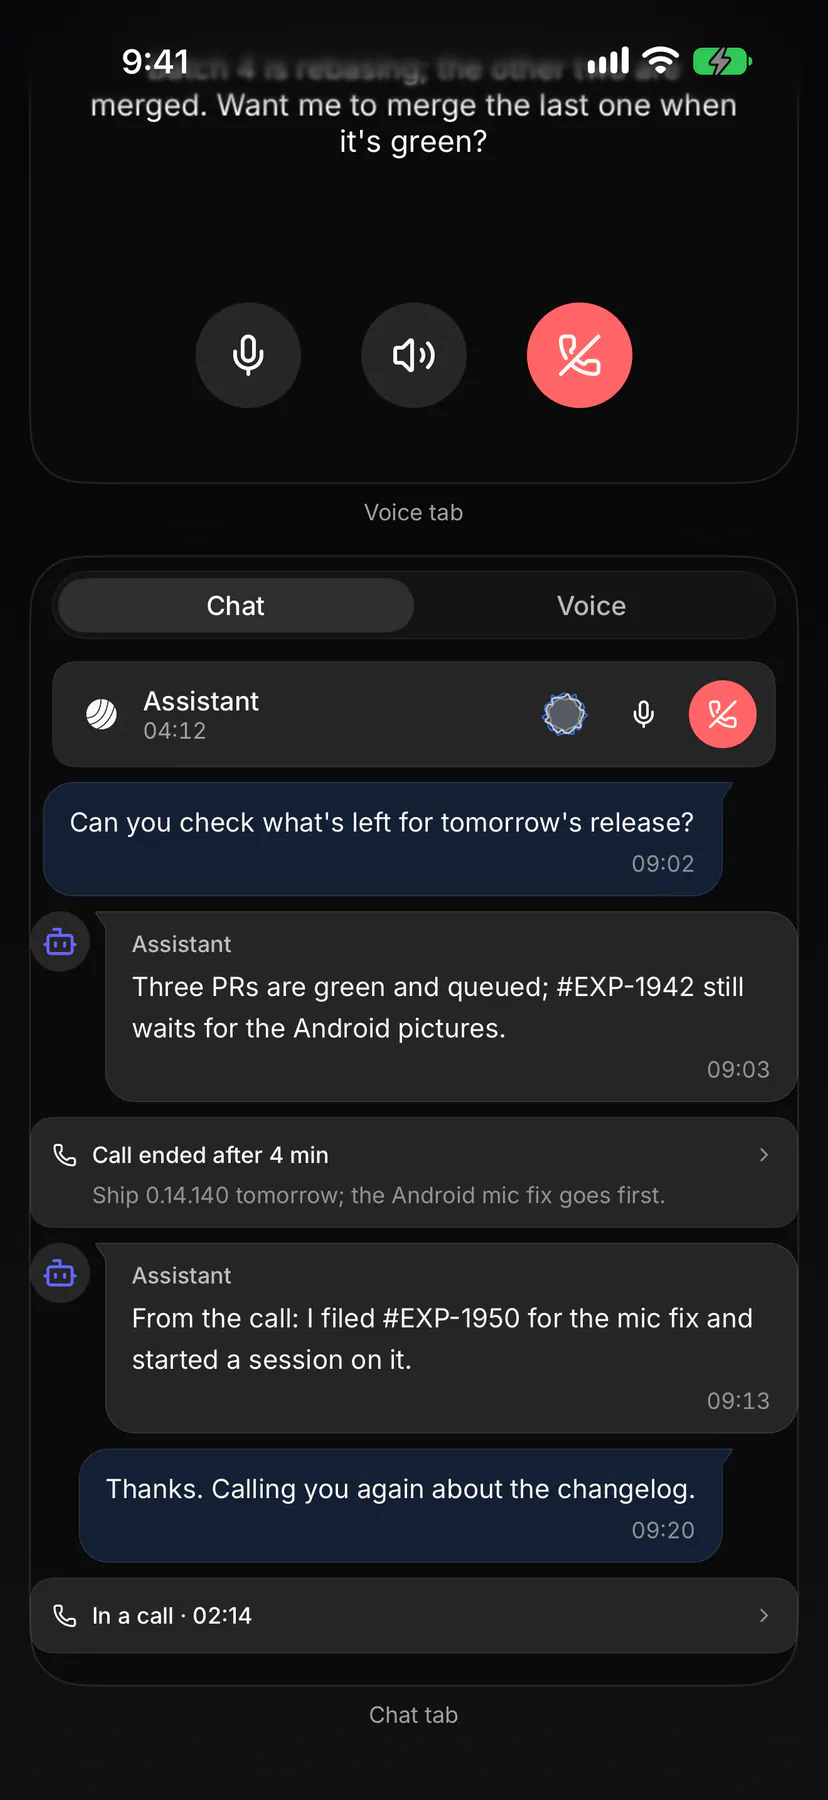 9:41
4 is rebasing; the other
merged. Want me to merge the last one when
it's green?
Voice tab
Chat
Voice
Assistant
04:12
Can you check what's left for tomorrow's release?
09:02
Assistant
Three PRs are green and queued; #EXP-1942 still
waits for the Android pictures.
09:03
Call ended after 4 min
Ship 0.14.140 tomorrow; the Android mic fix goes first.
Assistant
From the call: I filed #EXP-1950 for the mic fix and
started a session on it.
09:13
Thanks. Calling you again about the changelog.
09:20
In a call · 02:14
Chat tab